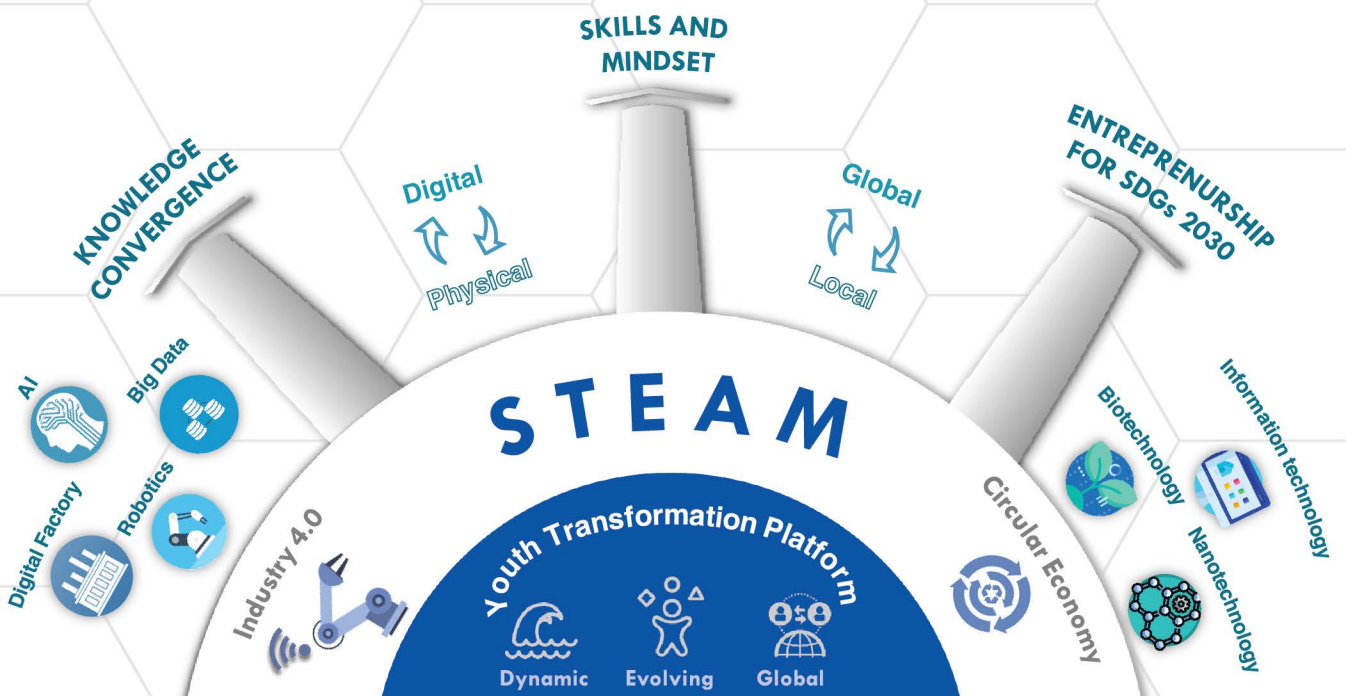 SKILLS AND
MINDSET
KNOWLEDGE
CONVERGENCE
Digital
Physical
Global
Local
ENTREPRENURSHIP
FOR SDGs 2030
AI
Big Data
Digital Factory
Robotics
STEAM
Industry 4.0
Youth Transformation Platform
Dynamic
Evolving
Global
Circular Economy
Biotechnology
Information technology
Nanotechnology